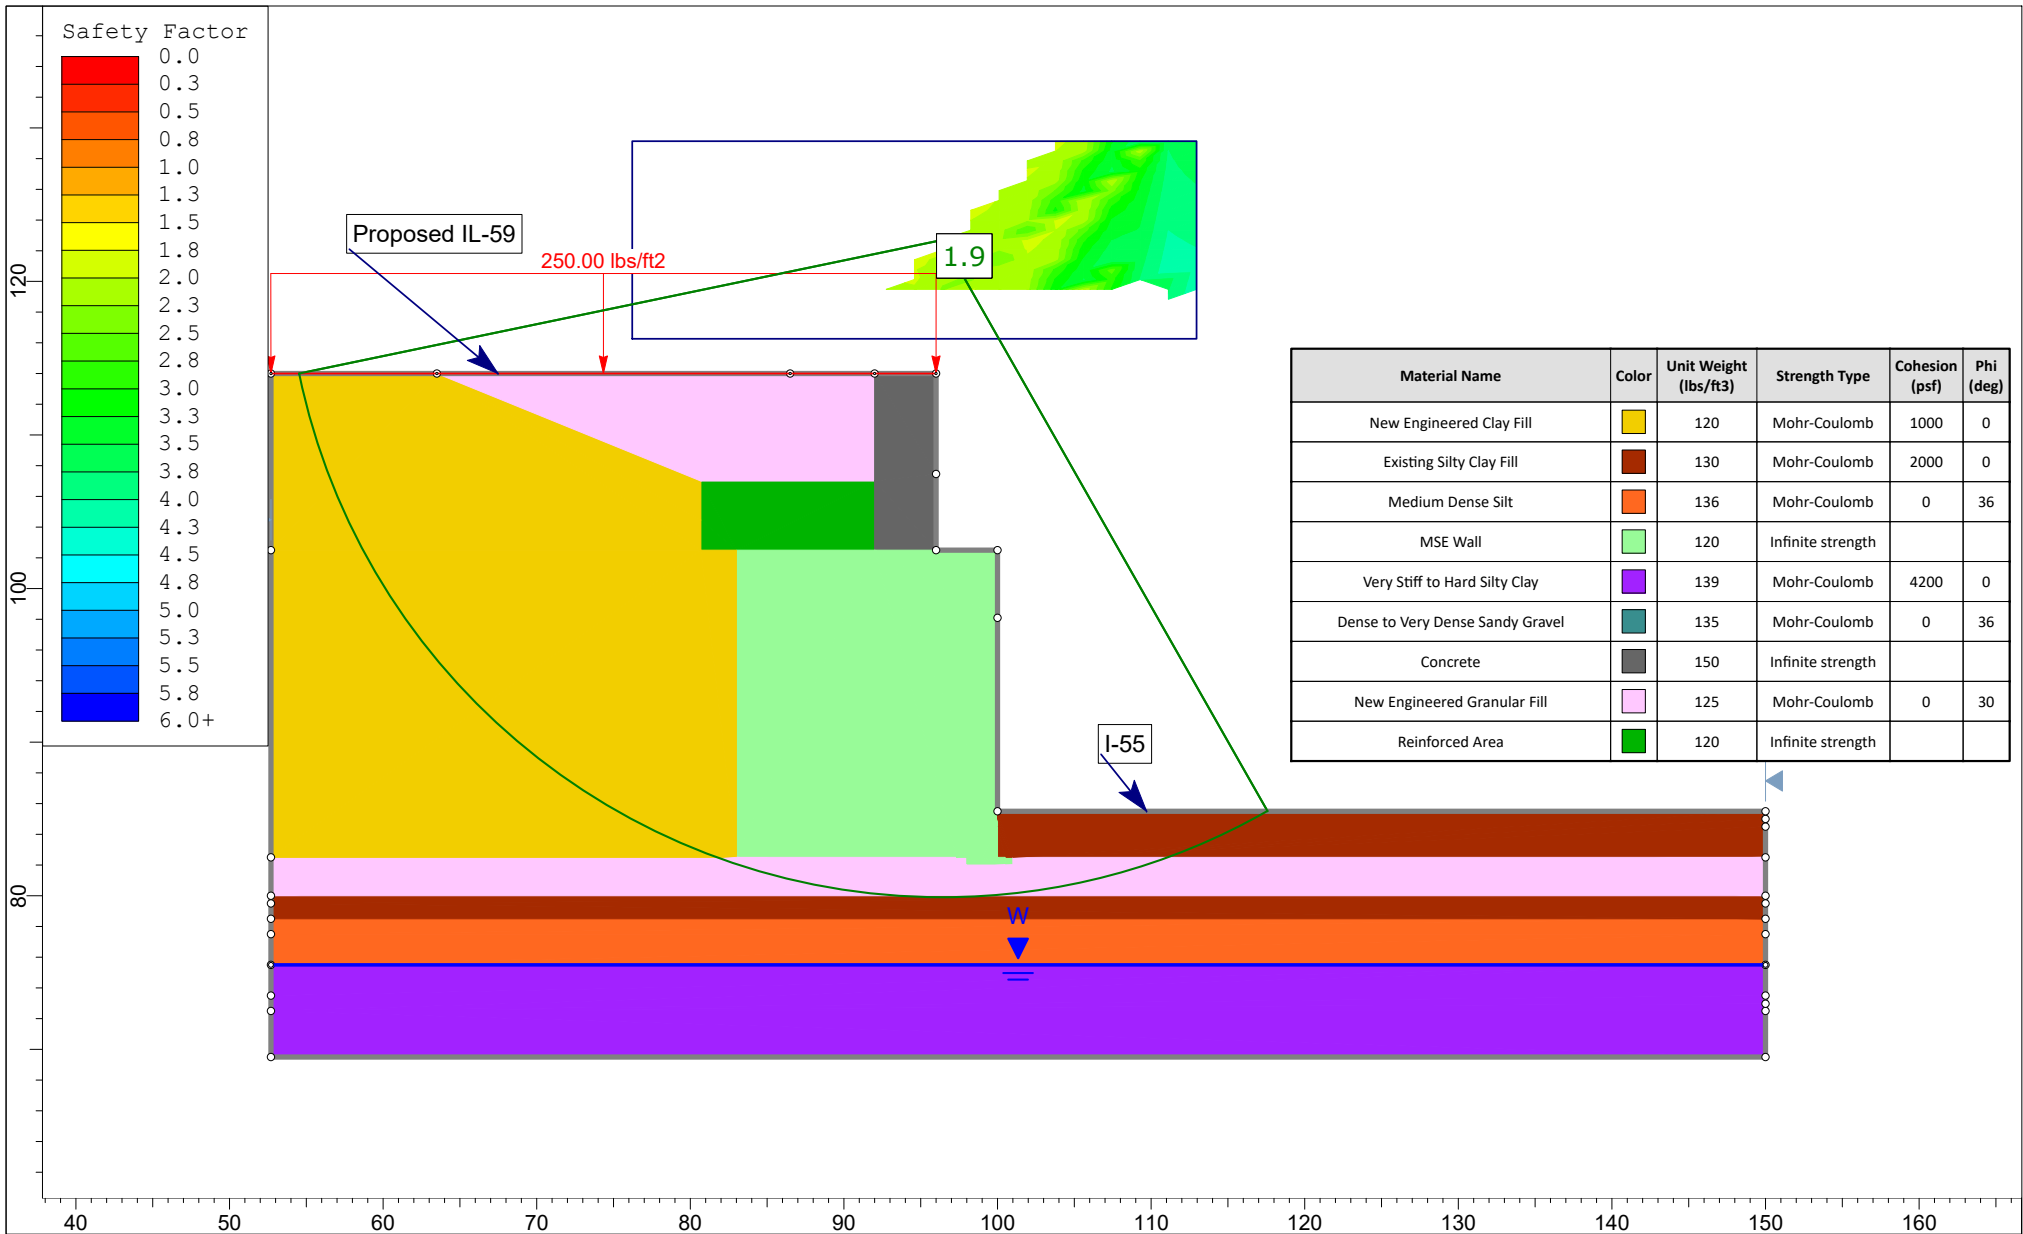 Safety Factor
0.0
0.3
0.5
0.8
1.0
1.3
1.5
1.8
2.0
2.3
2.5
2.8
3.0
3.3
3.5
3.8
4.0
4.3
4.5
4.8
5.0
5.3
5.5
5.8
6.0+
Proposed IL-59
250.00 lbs/ft2
1.9
I-55
W
Material Name Color Unit Weight (lbs/ft3) Strength Type Cohesion (psf) Phi (deg)
New Engineered Clay Fill 120 Mohr-Coulomb 1000 0
Existing Silty Clay Fill 130 Mohr-Coulomb 2000 0
Medium Dense Silt 136 Mohr-Coulomb 0 36
MSE Wall 120 Infinite strength
Very Stiff to Hard Silty Clay 139 Mohr-Coulomb 4200 0
Dense to Very Dense Sandy Gravel 135 Mohr-Coulomb 0 36
Concrete 150 Infinite strength
New Engineered Granular Fill 125 Mohr-Coulomb 0 30
Reinforced Area 120 Infinite strength
120
100
80
40 50 60 70 80 90 100 110 120 130 140 150 160